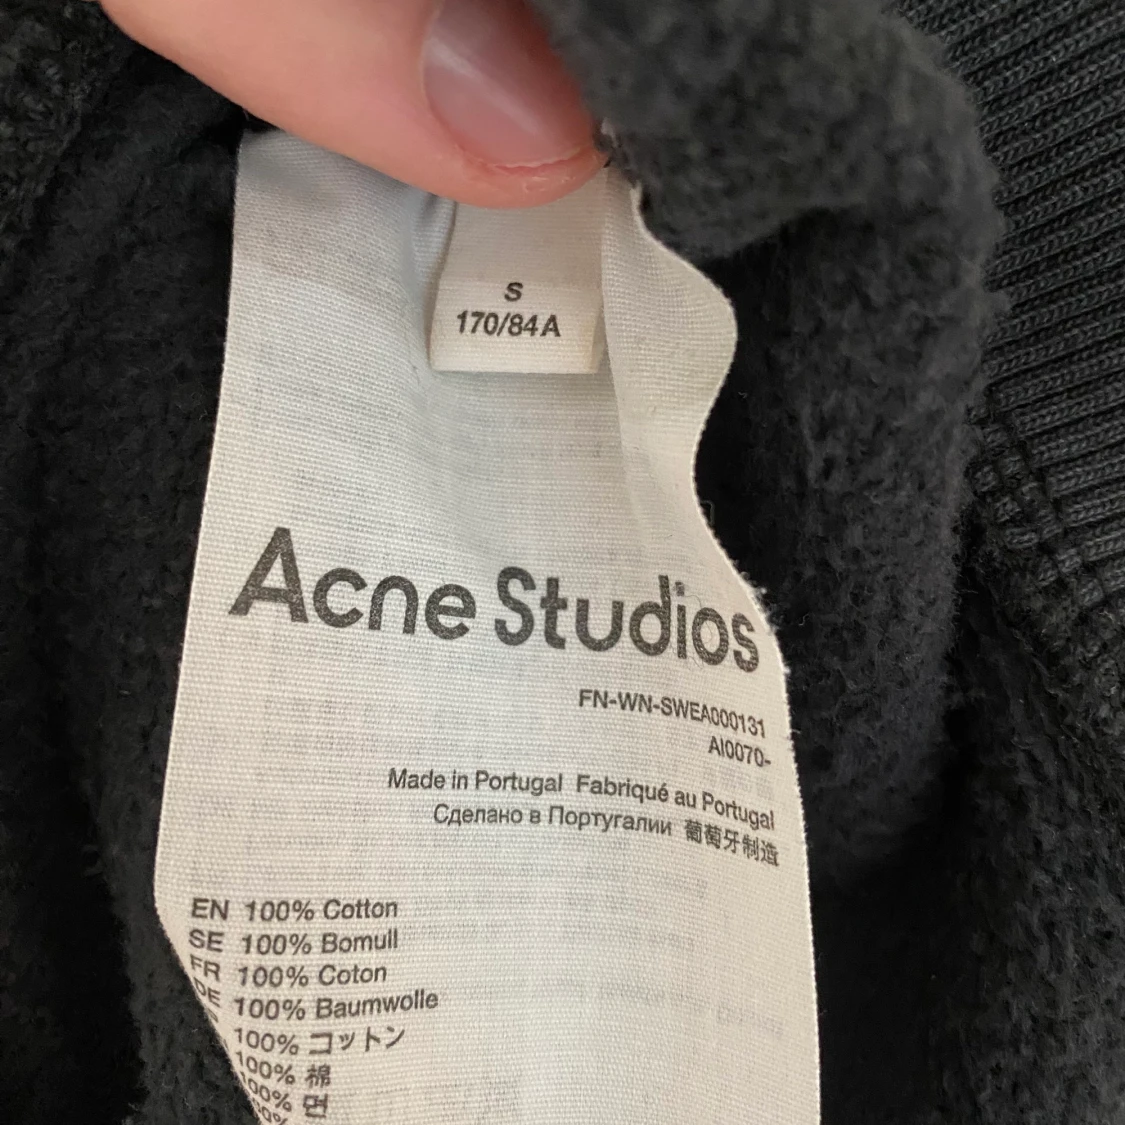 S
170/84A
Acne Studios
FN-WN-SWEA000131
AI0070-
Made in Portugal Fabriqué au Portugal
Сделано в Португалии 葡萄牙制造
EN 100% Cotton
SE 100% Bomull
FR 100% Coton
DE 100% Baumwolle
100% コットン
100% 棉
100% 면